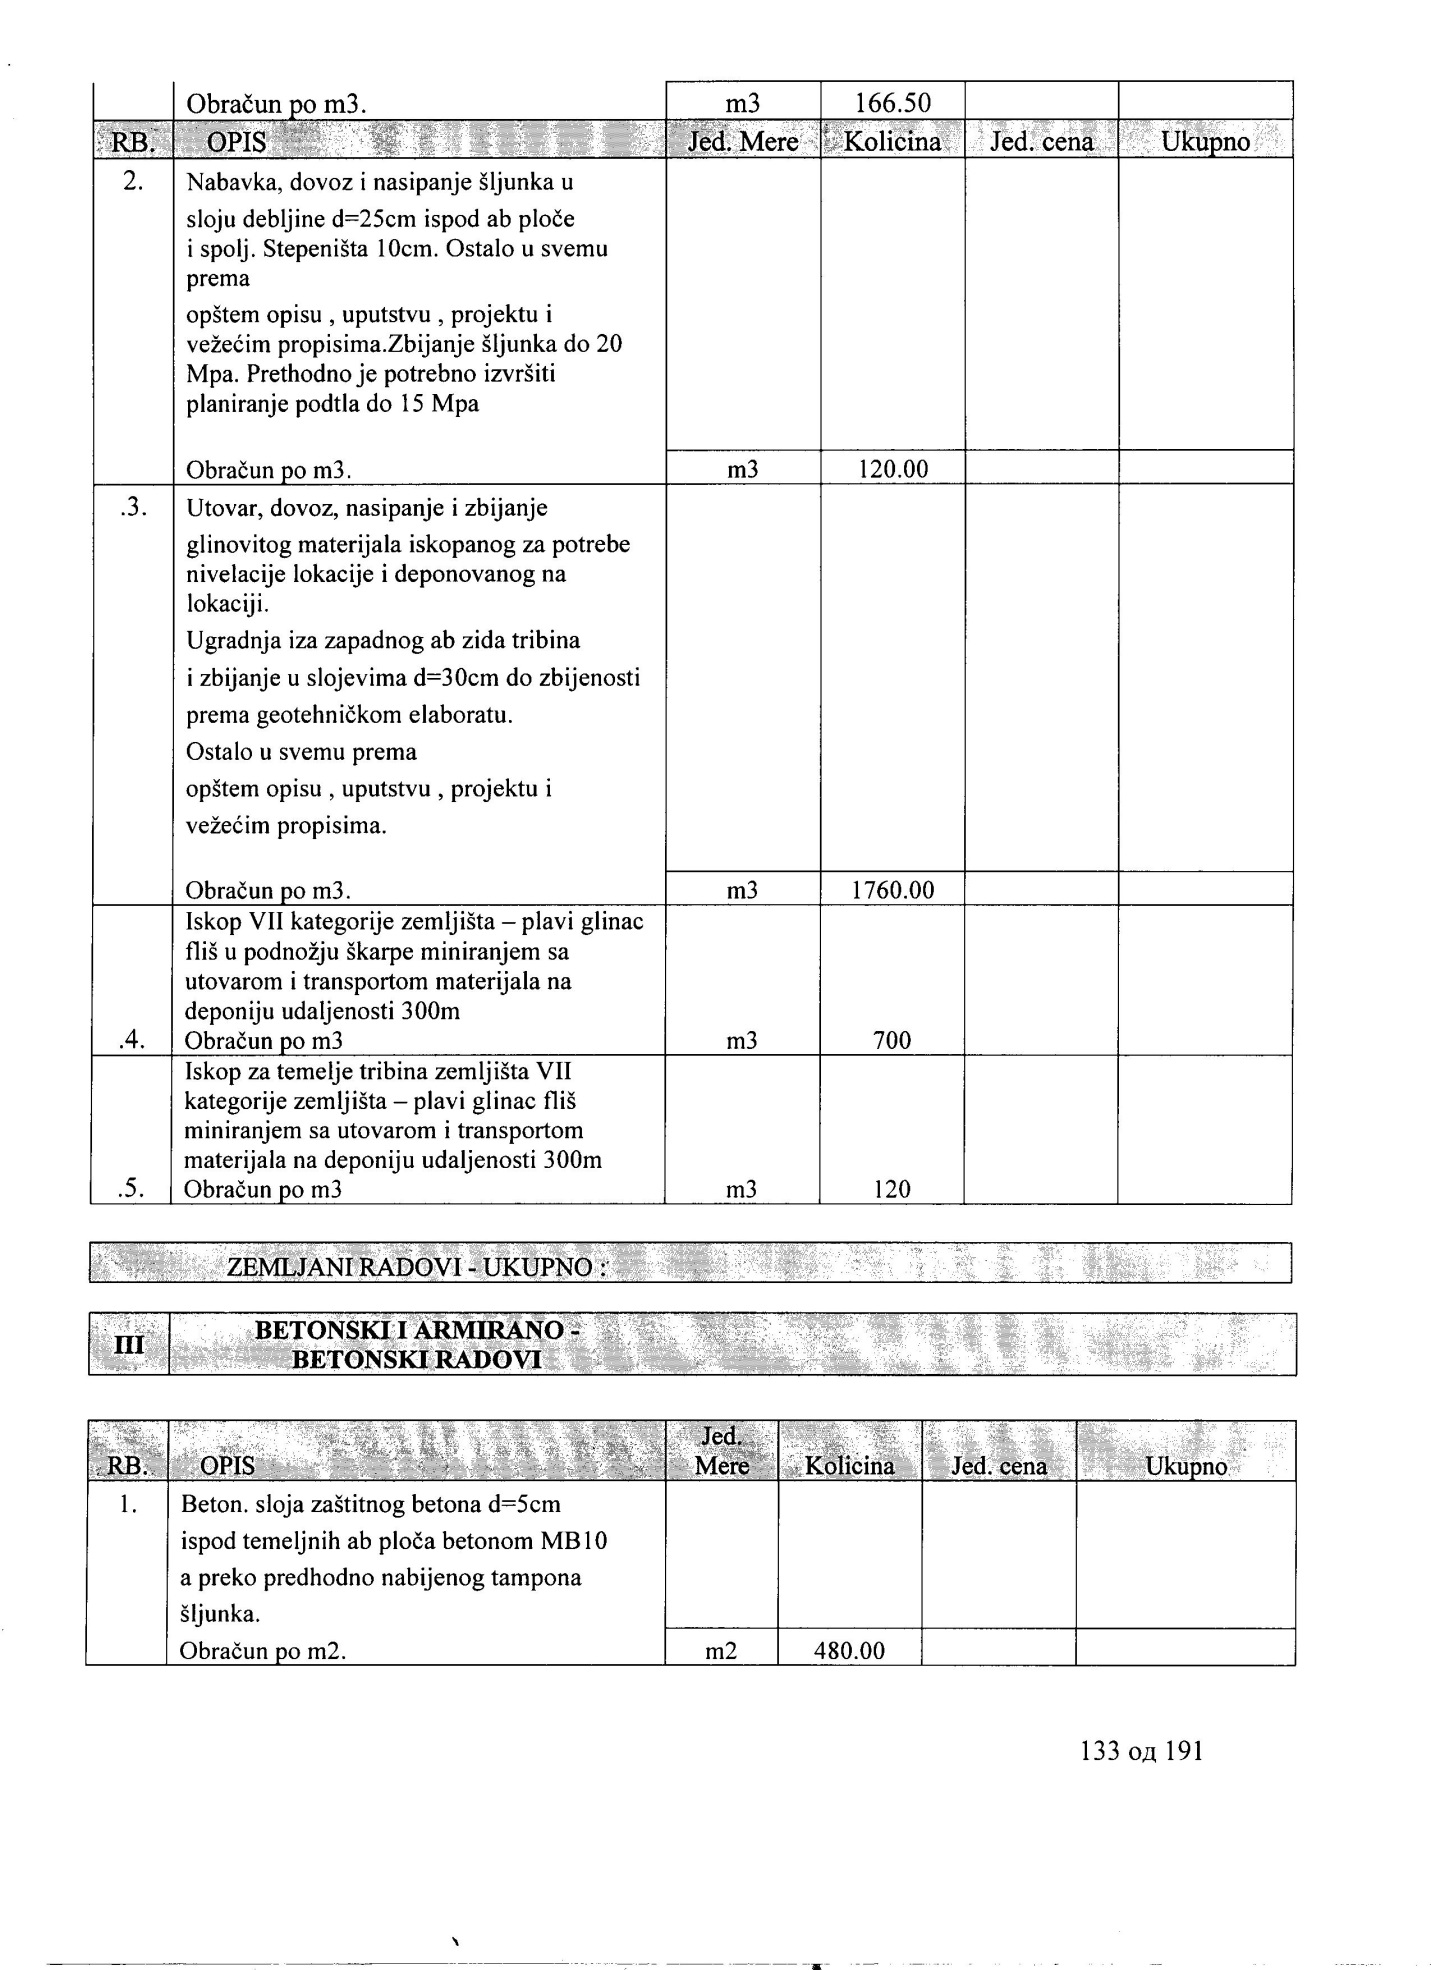 Obračun po m3. m3 166.50
RB. OPIS Jed. Mere Kolicina Jed. cena Ukupno
2. Nabavka, dovoz i nasipanje šljunka u
sloju debljine d=25cm ispod ab ploče
i spolj. Stepeništa 10cm. Ostalo u svemu
prema
opštem opisu , uputstvu , projektu i
vežećim propisima.Zbijanje šljunka do 20
Mpa. Prethodno je potrebno izvršiti
planiranje podtla do 15 Mpa
Obračun po m3. m3 120.00
.3. Utovar, dovoz, nasipanje i zbijanje
glinovitog materijala iskopanog za potrebe
nivelacije lokacije i deponovanog na
lokaciji.
Ugradnja iza zapadnog ab zida tribina
i zbijanje u slojevima d=30cm do zbijenosti
prema geotehničkom elaboratu.
Ostalo u svemu prema
opštem opisu , uputstvu , projektu i
vežećim propisima.
Obračun po m3. m3 1760.00
Iskop VII kategorije zemljišta – plavi glinac
fliš u podnožju škarpe miniranjem sa
utovarom i transportom materijala na
deponiju udaljenosti 300m
.4. Obračun po m3 m3 700
Iskop za temelje tribina zemljišta VII
kategorije zemljišta – plavi glinac fliš
miniranjem sa utovarom i transportom
materijala na deponiju udaljenosti 300m
.5. Obračun po m3 m3 120
ZEMLJANI RADOVI - UKUPNO :
III BETONSKI I ARMIRANO -
BETONSKI RADOVI
Jed.
RB. OPIS Mere Kolicina Jed. cena Ukupno
1. Beton. sloja zaštitnog betona d=5cm
ispod temeljnih ab ploča betonom MB10
a preko predhodno nabijenog tampona
šljunka.
Obračun po m2. m2 480.00
133 од 191